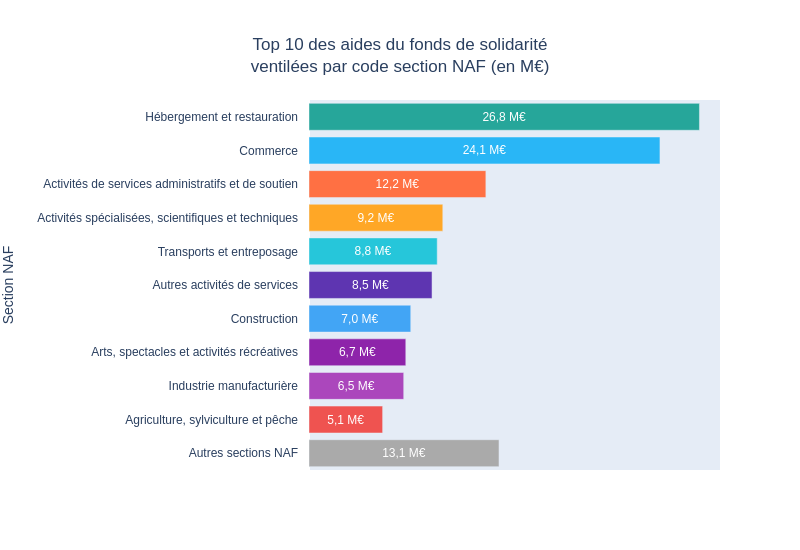 Top 10 des aides du fonds de solidarité
ventilées par code section NAF (en M€)
Section NAF
Hébergement et restauration 26,8 M€
Commerce 24,1 M€
Activités de services administratifs et de soutien 12,2 M€
Activités spécialisées, scientifiques et techniques 9,2 M€
Transports et entreposage 8,8 M€
Autres activités de services 8,5 M€
Construction 7,0 M€
Arts, spectacles et activités récréatives 6,7 M€
Industrie manufacturière 6,5 M€
Agriculture, sylviculture et pêche 5,1 M€
Autres sections NAF 13,1 M€